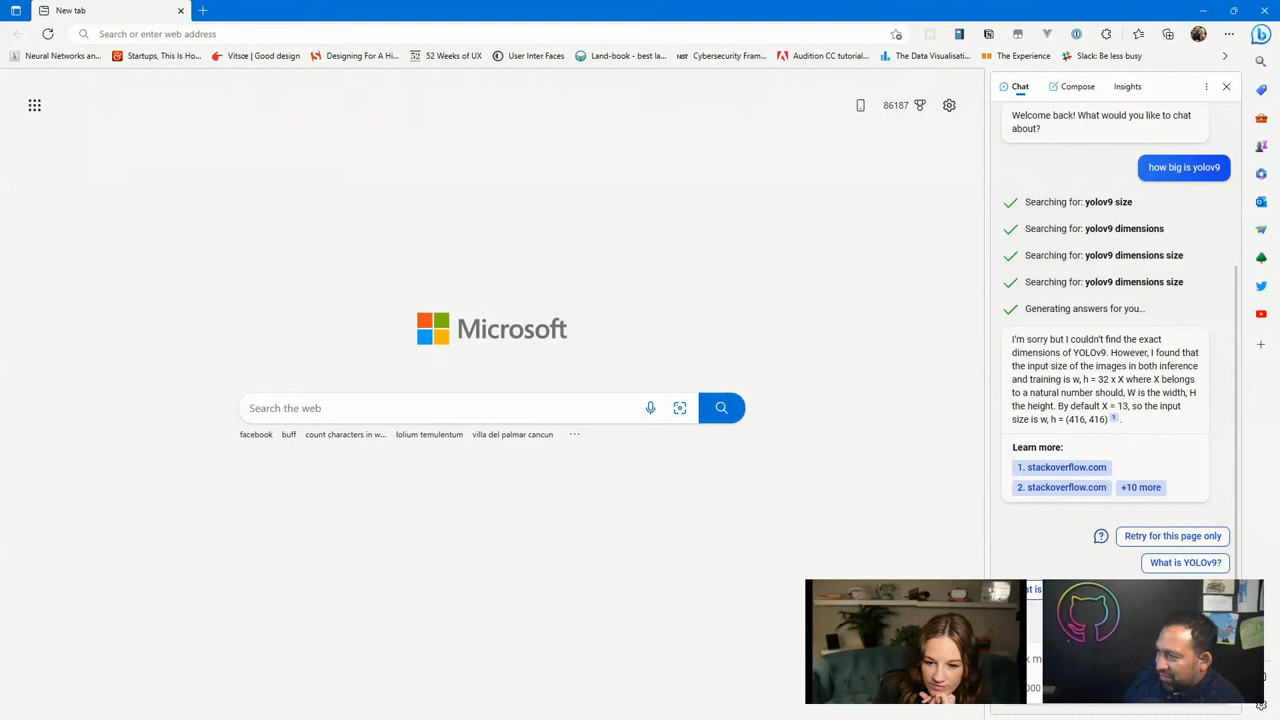 New tab
Search or enter web address
Neural Networks an...
Startups, This Is Ho...
Vitsœ | Good design
Designing For A Hi...
52 Weeks of UX
User Inter Faces
Land-book - best la...
Cybersecurity Fram...
Audition CC tutorial...
The Data Visualisati...
The Experience
Slack: Be less busy
Chat
Compose
Insights
86187
Welcome back! What would you like to chat
about?
how big is yolov9
Searching for: yolov9 size
Searching for: yolov9 dimensions
Searching for: yolov9 dimensions size
Searching for: yolov9 dimensions size
Generating answers for you...
I'm sorry but I couldn't find the exact
dimensions of YOLOv9. However, I found that
the input size of the images in both inference
and training is w, h = 32 x X where X belongs
to a natural number should, W is the width, H
the height. By default X = 13, so the input
size is w, h = (416, 416) 1 .
Learn more:
1. stackoverflow.com
2. stackoverflow.com
+10 more
Retry for this page only
What is YOLOv9?
Microsoft
Search the web
facebook
buff
count characters in w...
lolium temulentum
villa del palmar cancun